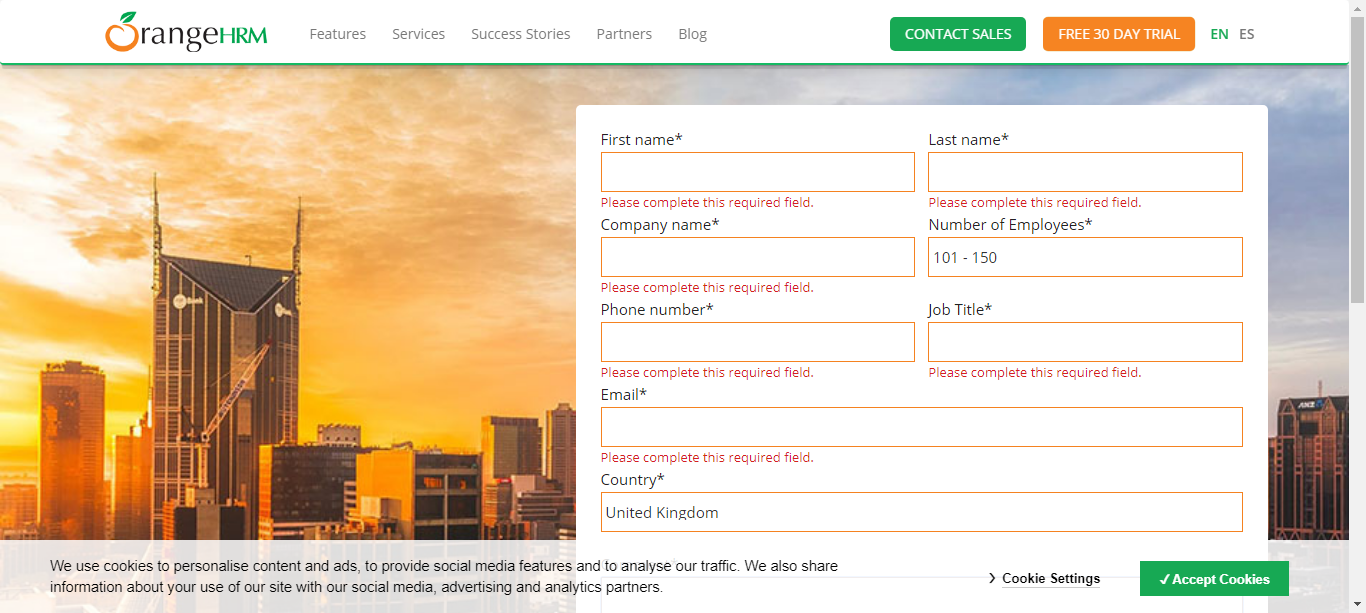 OrangeHRM
Features Services Success Stories Partners Blog
CONTACT SALES FREE 30 DAY TRIAL EN ES
First name* Last name*
Please complete this required field. Please complete this required field.
Company name* Number of Employees*
101 - 150
Please complete this required field.
Phone number* Job Title*
Please complete this required field. Please complete this required field.
Email*
Please complete this required field.
Country*
United Kingdom
We use cookies to personalise content and ads, to provide social media features and to analyse our traffic. We also share
information about your use of our site with our social media, advertising and analytics partners.
Cookie Settings
✓ Accept Cookies
ANZ